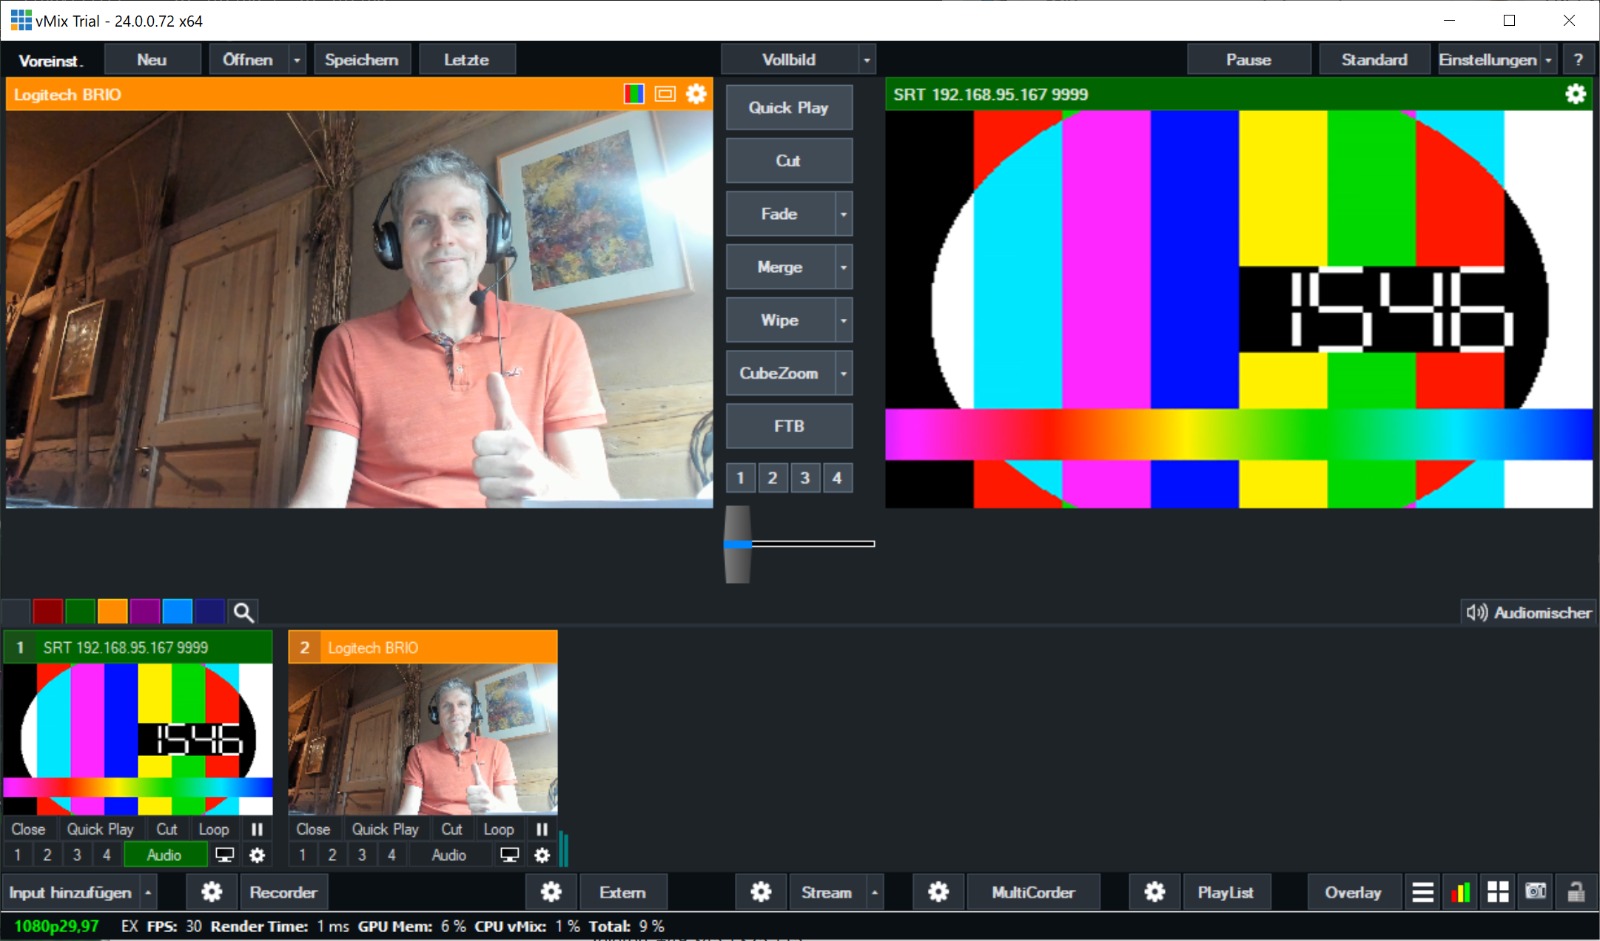 vMix Trial - 24.0.0.72 x64
Voreinst. Neu Öffnen Speichern Letzte Vollbild Pause Standard Einstellungen ?
Logitech BRIO
SRT 192.168.95.167 9999
Quick Play
Cut
Fade
Merge
Wipe
CubeZoom
FTB
1 2 3 4
1546
Audiomischer
1 SRT 192.168.95.167 9999
2 Logitech BRIO
1546
Close Quick Play Cut Loop
1 2 3 4 Audio
Close Quick Play Cut Loop
1 2 3 4 Audio
Input hinzufügen Recorder Extern Stream MultiCorder PlayList Overlay
1080p29,97 EX FPS: 30 Render Time: 1 ms GPU Mem: 6 % CPU vMix: 1 % Total: 9 %